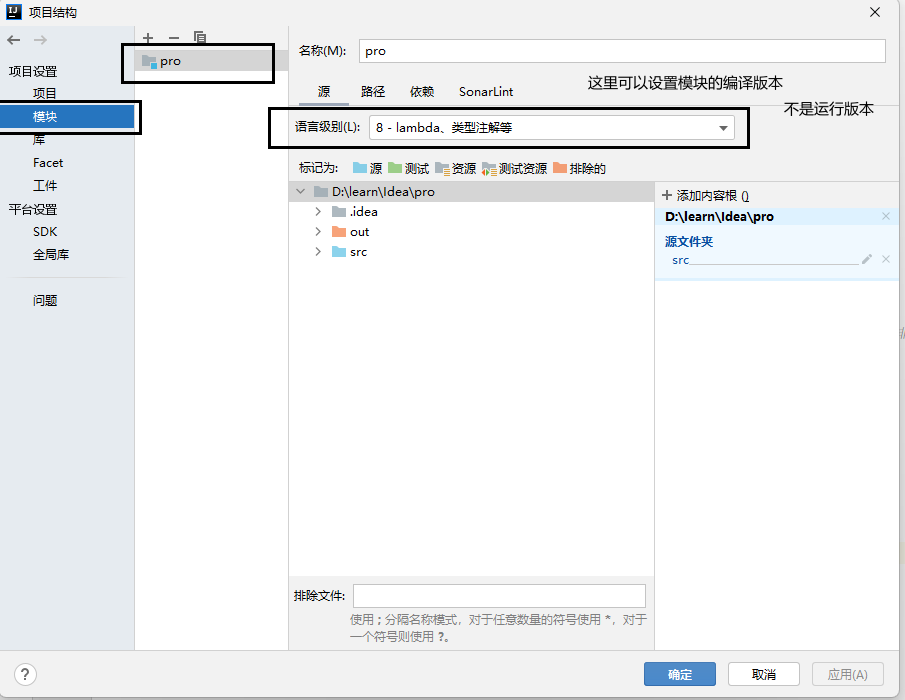 项目结构
名称(M): pro
项目设置
项目
模块
库
Facet
工件
平台设置
SDK
全局库
问题
pro
源 路径 依赖 SonarLint
这里可以设置模块的编译版本
不是运行版本
语言级别(L): 8 - lambda、类型注解等
标记为: 源 测试 资源 测试资源 排除的
D:\learn\Idea\pro
.idea
out
src
+ 添加内容根 ()
D:\learn\Idea\pro
源文件夹
src
排除文件:
使用 ; 分隔名称模式，对于任意数量的符号使用 *，对于
一个符号则使用 ?。
?
确定 取消 应用(A)